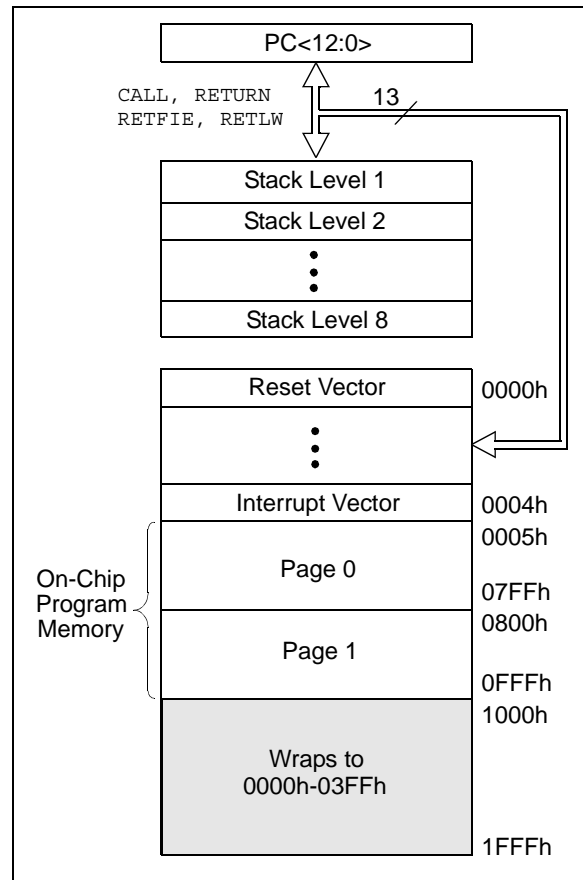 PC<12:0>
CALL, RETURN
RETFIE, RETLW
13
Stack Level 1
Stack Level 2
Stack Level 8
Reset Vector
0000h
Interrupt Vector
0004h
0005h
On-Chip
Program
Memory
Page 0
07FFh
0800h
Page 1
0FFFh
1000h
Wraps to
0000h-03FFh
1FFFh